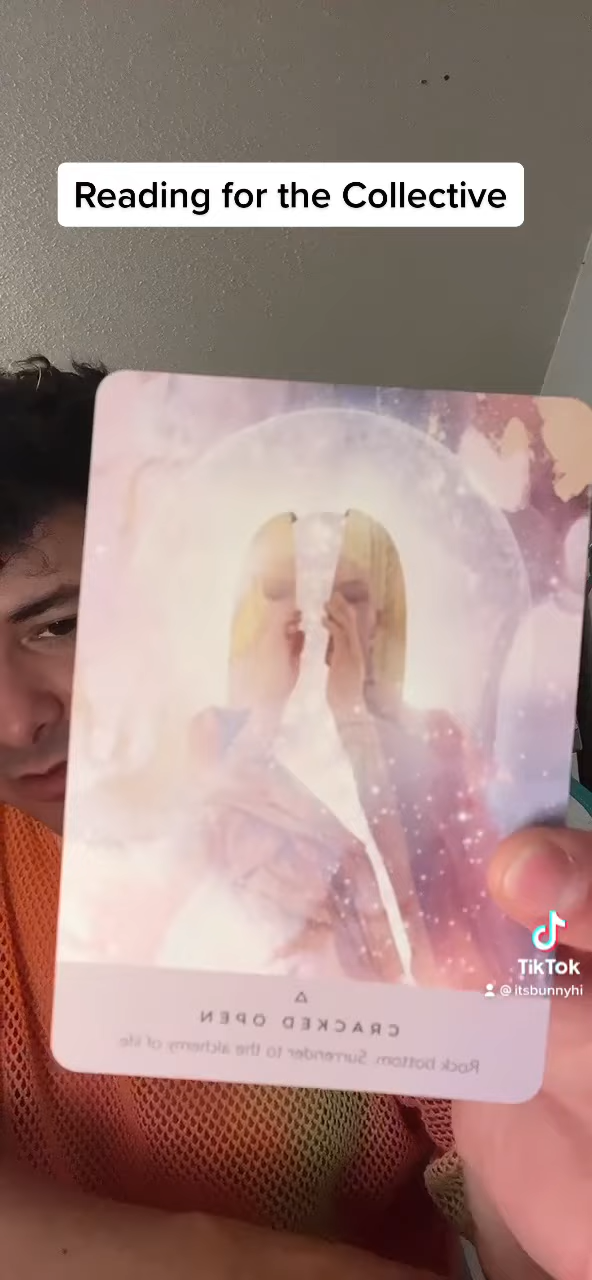 Reading for the Collective
TikTok
@itsbunnyhi
CRACKED OPEN
Rock bottom. Surrender to the alchemy of life.